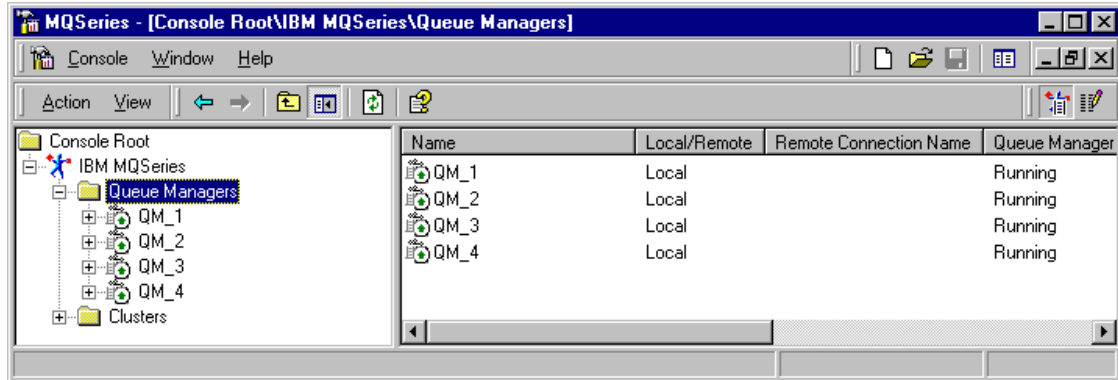 MQSeries - [Console Root\IBM MQSeries\Queue Managers]
Console Window Help
Action View
Console Root
IBM MQSeries
Queue Managers
QM_1
QM_2
QM_3
QM_4
Clusters
Name Local/Remote Remote Connection Name Queue Manager
QM_1 Local Running
QM_2 Local Running
QM_3 Local Running
QM_4 Local Running